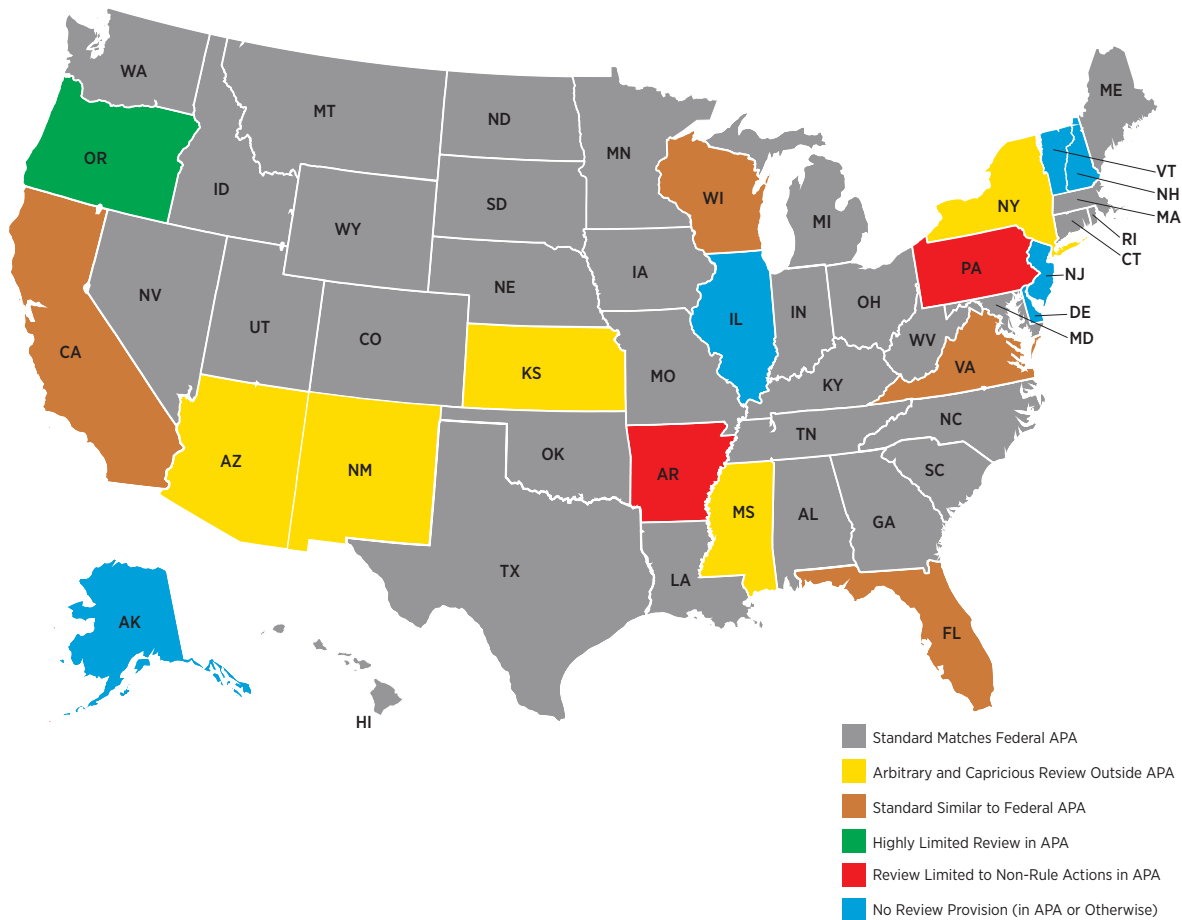 WA
OR
CA
ID
NV
MT
WY
UT
AZ
CO
NM
ND
SD
NE
KS
OK
TX
MN
IA
MO
AR
LA
WI
IL
MS
MI
IN
KY
TN
AL
OH
WV
VA
NC
SC
GA
FL
PA
NY
ME
VT
NH
MA
RI
CT
NJ
DE
MD
AK
HI
Standard Matches Federal APA
Arbitrary and Capricious Review Outside APA
Standard Similar to Federal APA
Highly Limited Review in APA
Review Limited to Non-Rule Actions in APA
No Review Provision (in APA or Otherwise)